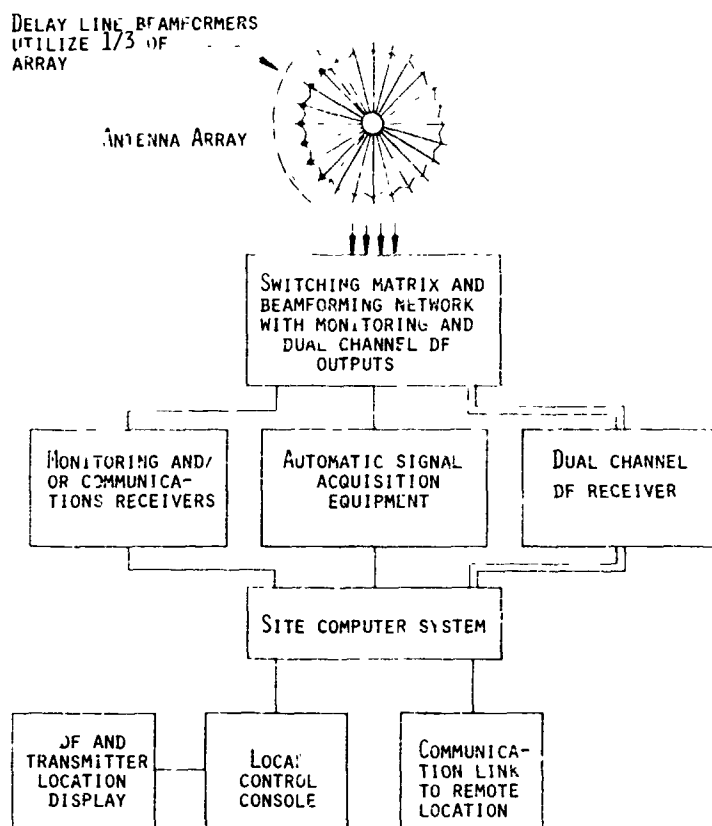 DELAY LINE BEAMFORMERS
UTILIZE 1/3 OF
ARRAY
ANTENNA ARRAY
SWITCHING MATRIX AND
BEAMFORMING NETWORK
WITH MONITORING AND
DUAL CHANNEL DF
OUTPUTS
MONITORING AND/
OR COMMUNICA-
TIONS RECEIVERS
AUTOMATIC SIGNAL
ACQUISITION
EQUIPMENT
DUAL CHANNEL
DF RECEIVER
SITE COMPUTER SYSTEM
DF AND
TRANSMITTER
LOCATION
DISPLAY
LOCAL
CONTROL
CONSOLE
COMMUNICA-
TION LINK
TO REMOTE
LOCATION